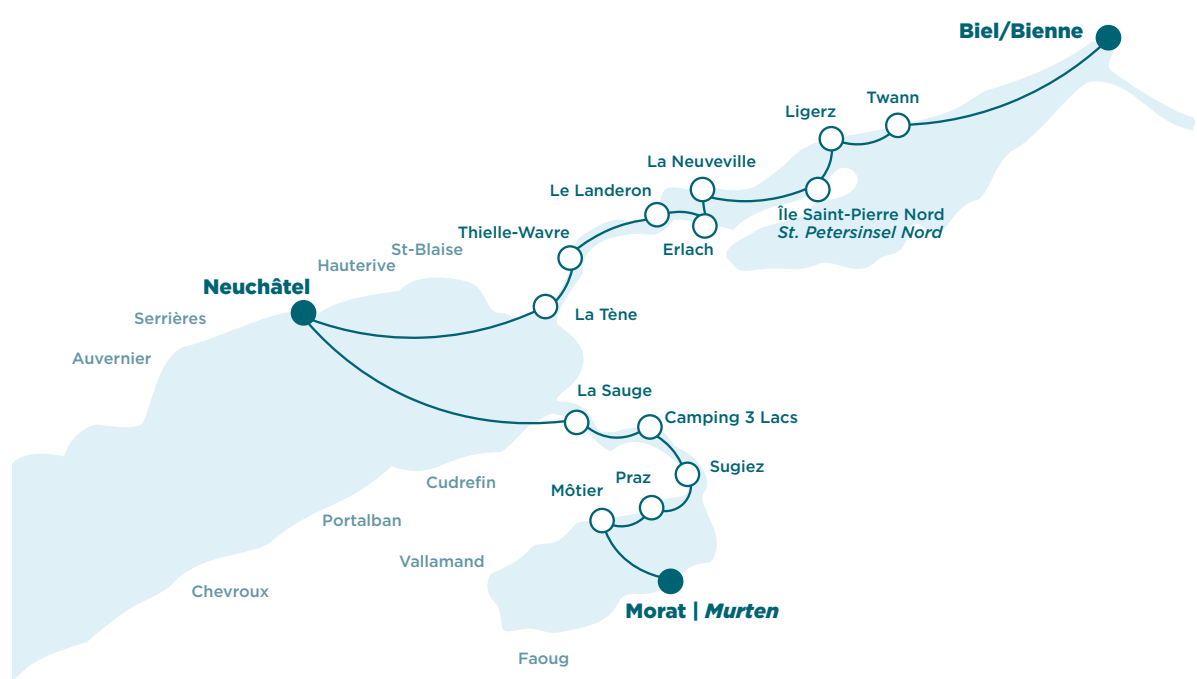 Biel/Bienne
Twann
Ligerz
La Neuveville
Le Landeron
Île Saint-Pierre Nord
St. Petersinsel Nord
Thielle-Wavre
Erlach
St-Blaise
Hauterive
Neuchâtel
La Tène
Serrières
Auvernier
La Sauge
Camping 3 Lacs
Sugiez
Praz
Môtier
Cudrefin
Portalban
Vallamand
Chevroux
Morat | Murten
Faoug